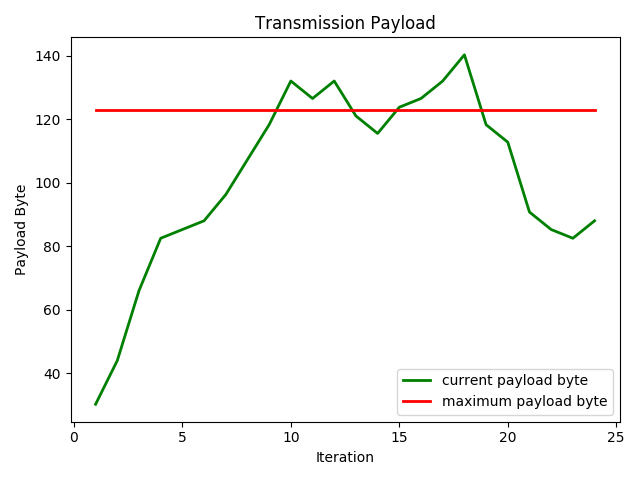 Transmission Payload
140
120
100
80
60
40
Payload Byte
0
5
10
15
20
25
Iteration
current payload byte
maximum payload byte